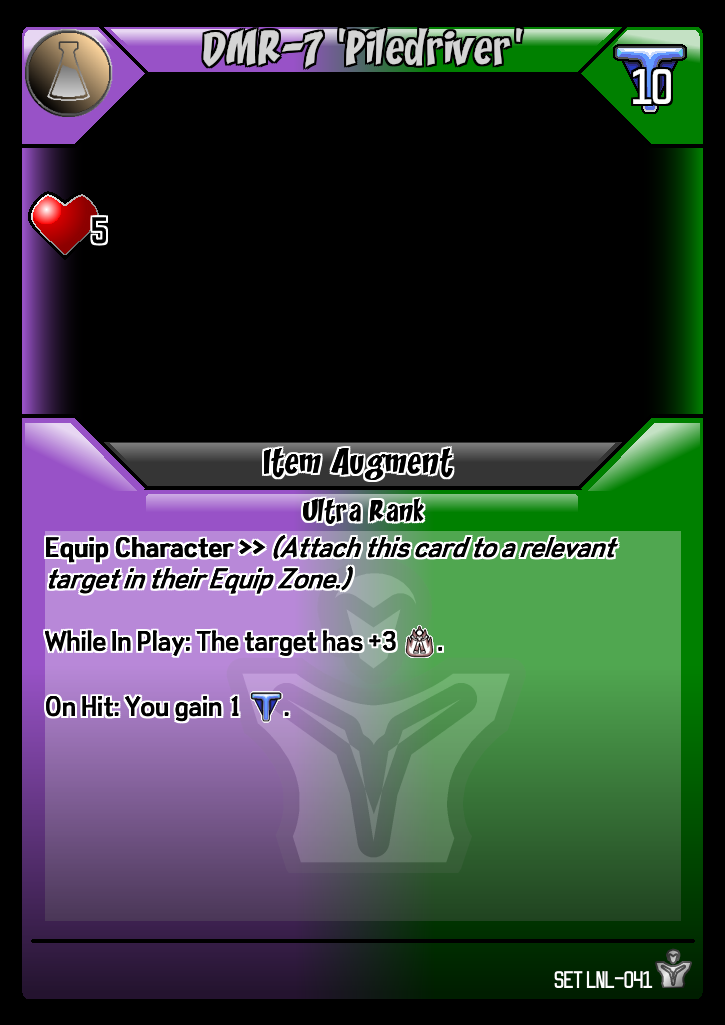 DMR-7 'Piledriver'
10
5
Item Augment
Ultra Rank
Equip Character >> (Attach this card to a relevant
target in their Equip Zone.)
While In Play: The target has +3 .
On Hit: You gain 1 .
SET LNL-041